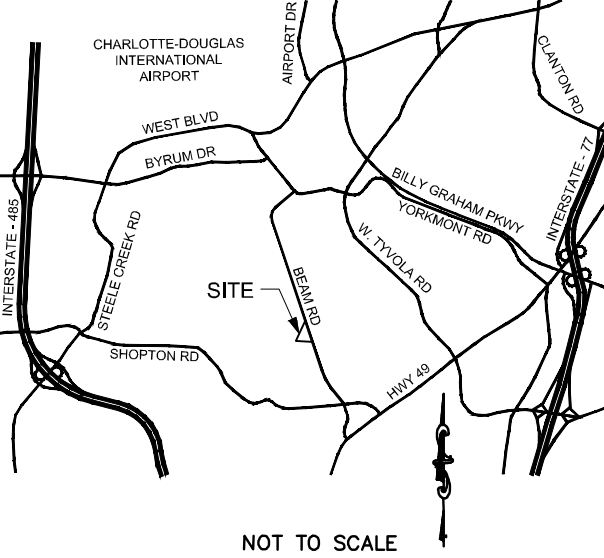 CHARLOTTE-DOUGLAS
INTERNATIONAL
AIRPORT
AIRPORT DR
CLANTON RD
WEST BLVD
BYRUM DR
BILLY GRAHAM PKWY
YORKMONT RD
INTERSTATE - 77
INTERSTATE - 485
STEELE CREEK RD
W. TYVOLA RD
SITE
BEAM RD
SHOPTON RD
HWY 49
NOT TO SCALE